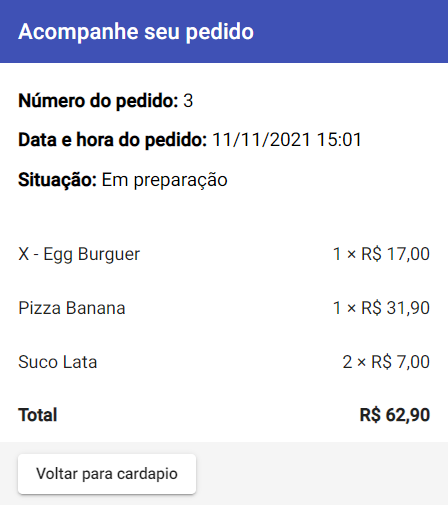 Acompanhe seu pedido
Número do pedido: 3
Data e hora do pedido: 11/11/2021 15:01
Situação: Em preparação
X - Egg Burguer 1 × R$ 17,00
Pizza Banana 1 × R$ 31,90
Suco Lata 2 × R$ 7,00
Total R$ 62,90
Voltar para cardapio